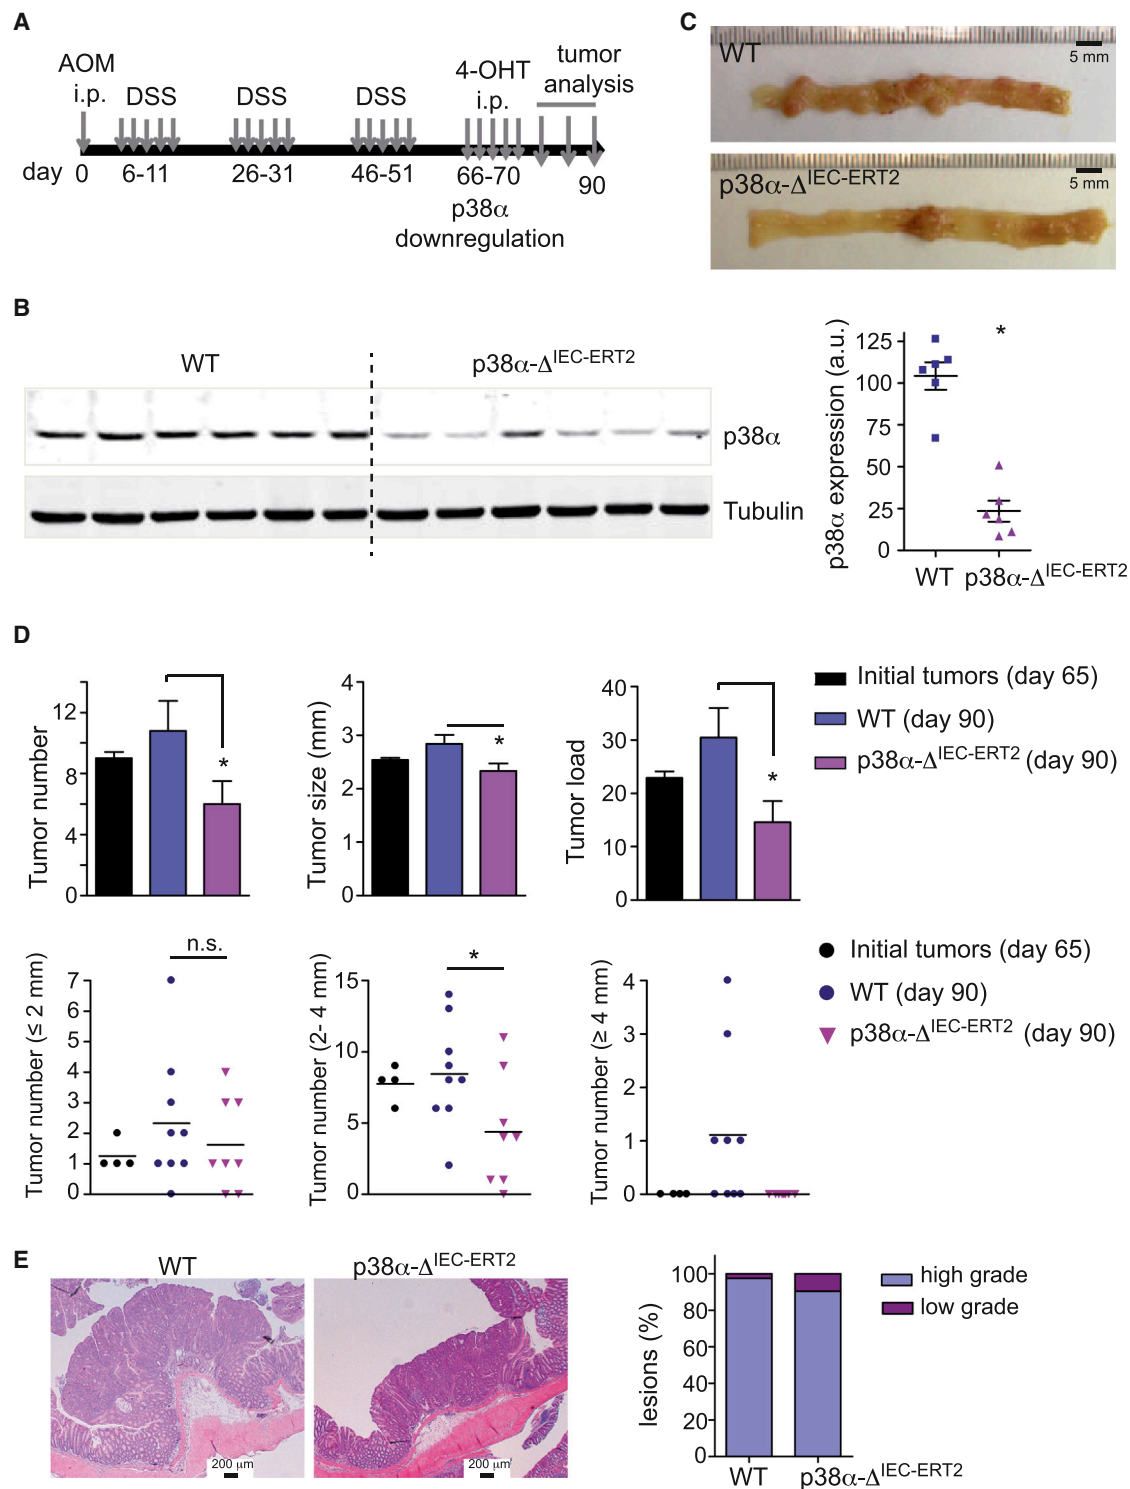 A
AOM
i.p.
DSS
DSS
DSS
4-OHT
i.p.
tumor
analysis
day 0 6-11 26-31 46-51 66-70 90
p38α
downregulation
C
WT
5 mm
p38α-Δ^IEC-ERT2
5 mm
B
WT
p38α-Δ^IEC-ERT2
p38α
Tubulin
p38α expression (a.u.)
125
100
75
50
25
0
*
WT p38α-Δ^IEC-ERT2
D
Tumor number
12
8
4
0
*
Tumor size (mm)
4
3
2
1
0
*
Tumor load
40
30
20
10
0
*
Initial tumors (day 65)
WT (day 90)
p38α-Δ^IEC-ERT2 (day 90)
Tumor number (≤ 2 mm)
7
6
5
4
3
2
1
0
n.s.
Tumor number (2- 4 mm)
15
10
5
0
*
Tumor number (≥ 4 mm)
4
3
2
1
0
Initial tumors (day 65)
WT (day 90)
p38α-Δ^IEC-ERT2 (day 90)
E
WT
200 µm
p38α-Δ^IEC-ERT2
200 µm
lesions (%)
100
80
60
40
20
0
WT p38α-Δ^IEC-ERT2
high grade
low grade